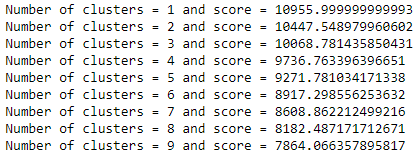 Number of clusters = 1 and score = 10955.999999999993
Number of clusters = 2 and score = 10447.548979960602
Number of clusters = 3 and score = 10068.781435850431
Number of clusters = 4 and score = 9736.763396396651
Number of clusters = 5 and score = 9271.781034171338
Number of clusters = 6 and score = 8917.298556253632
Number of clusters = 7 and score = 8608.862212499216
Number of clusters = 8 and score = 8182.487171712671
Number of clusters = 9 and score = 7864.066357895817